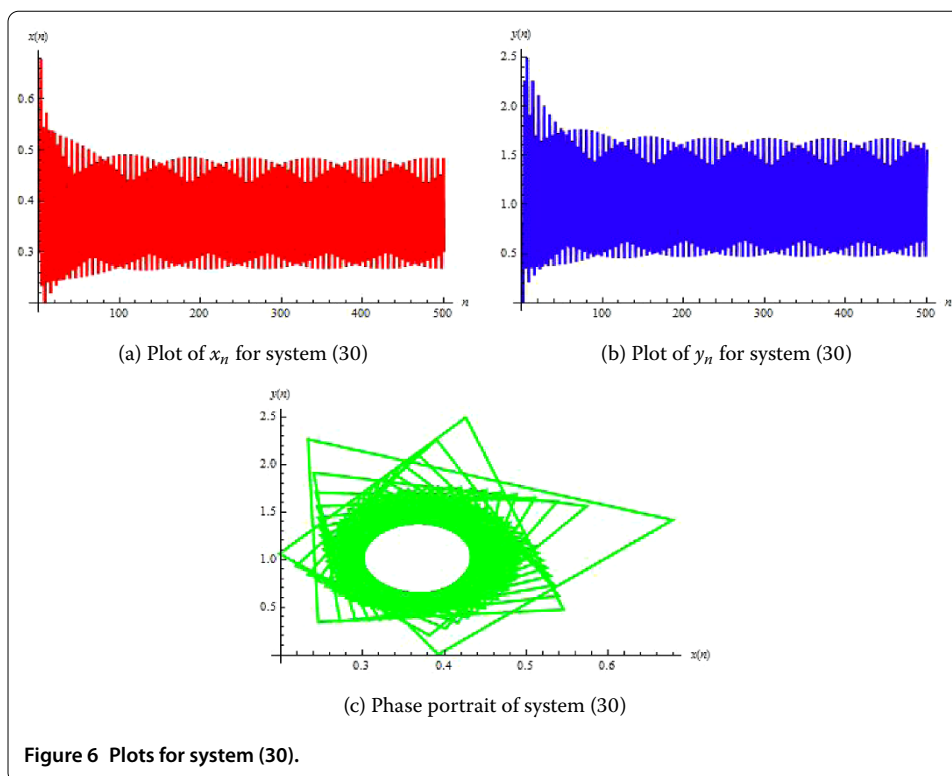 x(n)
0.6
0.5
0.4
0.3
100 200 300 400 500 n
(a) Plot of xₙ for system (30)
y(n)
2.5
2.0
1.5
1.0
0.5
100 200 300 400 500 n
(b) Plot of yₙ for system (30)
y(n)
2.5
2.0
1.5
1.0
0.5
0.3 0.4 0.5 0.6 x(n)
(c) Phase portrait of system (30)
Figure 6 Plots for system (30).